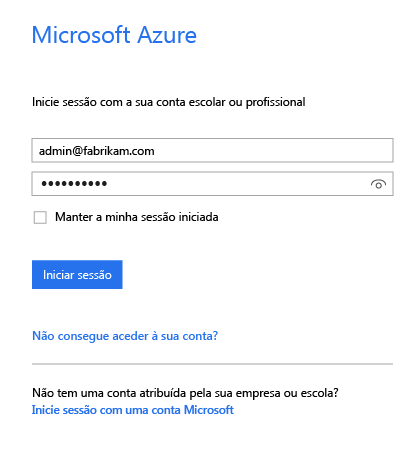 Microsoft Azure
Inicie sessão com a sua conta escolar ou profissional
admin@fabrikam.com
••••••••••
Manter a minha sessão iniciada
Iniciar sessão
Não consegue aceder à sua conta?
Não tem uma conta atribuída pela sua empresa ou escola?
Inicie sessão com uma conta Microsoft